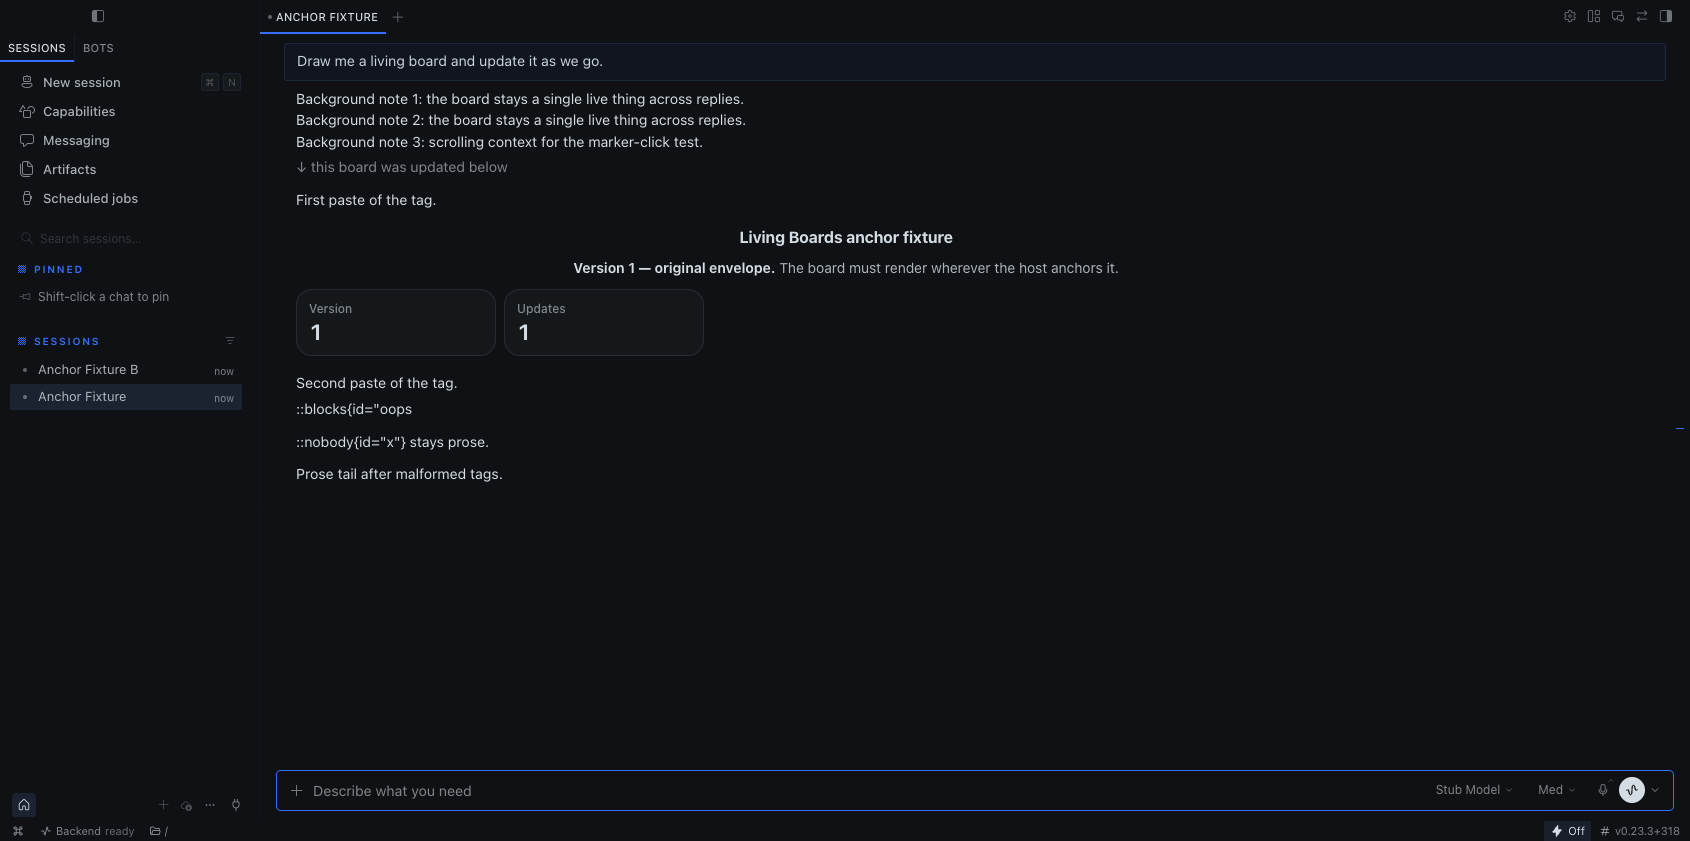 SESSIONS
BOTS
New session
⌘ N
Capabilities
Messaging
Artifacts
Scheduled jobs
Search sessions...
PINNED
Shift-click a chat to pin
SESSIONS
Anchor Fixture B now
Anchor Fixture now
ANCHOR FIXTURE
Draw me a living board and update it as we go.
Background note 1: the board stays a single live thing across replies.
Background note 2: the board stays a single live thing across replies.
Background note 3: scrolling context for the marker-click test.
↓ this board was updated below
First paste of the tag.
Living Boards anchor fixture
Version 1 — original envelope. The board must render wherever the host anchors it.
Version
1
Updates
1
Second paste of the tag.
::blocks{id="oops
::nobody{id="x"} stays prose.
Prose tail after malformed tags.
Describe what you need
Stub Model
Med
⌘ Backend ready /
Off
# v0.23.3+318